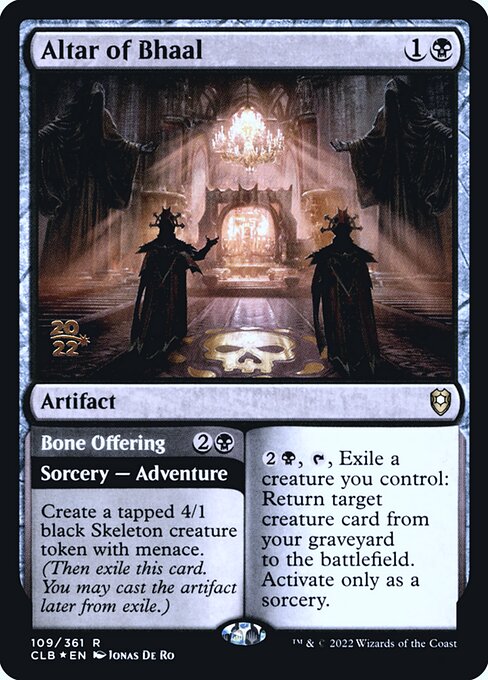 Altar of Bhaal 1
20
22
Artifact
Bone Offering 2
Sorcery — Adventure
Create a tapped 4/1
black Skeleton creature
token with menace.
(Then exile this card.
You may cast the artifact
later from exile.)
2 , , Exile a
creature you control:
Return target
creature card from
your graveyard
to the battlefield.
Activate only as a
sorcery.
109/361 R
CLB EN Jonas De Ro
™ & © 2022 Wizards of the Coast